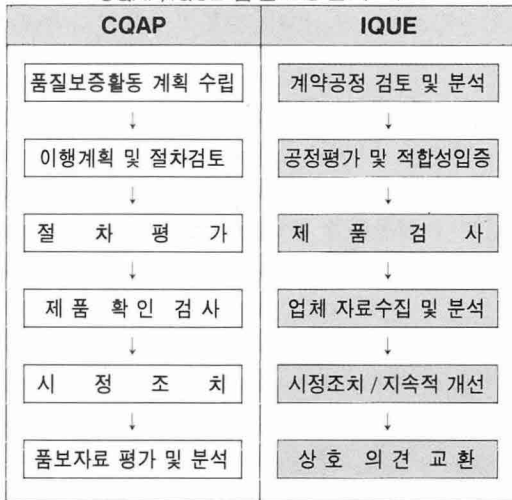 CQAP
IQUE
품질보증활동 계획 수립
계약공정 검토 및 분석
↓
↓
이행계획 및 절차검토
공정평가 및 적합성입증
↓
↓
절 차 평 가
제 품 검 사
↓
↓
제 품 확 인 검 사
업체 자료수집 및 분석
↓
↓
시 정 조 치
시정조치 / 지속적 개선
↓
↓
품보자료 평가 및 분석
상 호 의 견 교 환